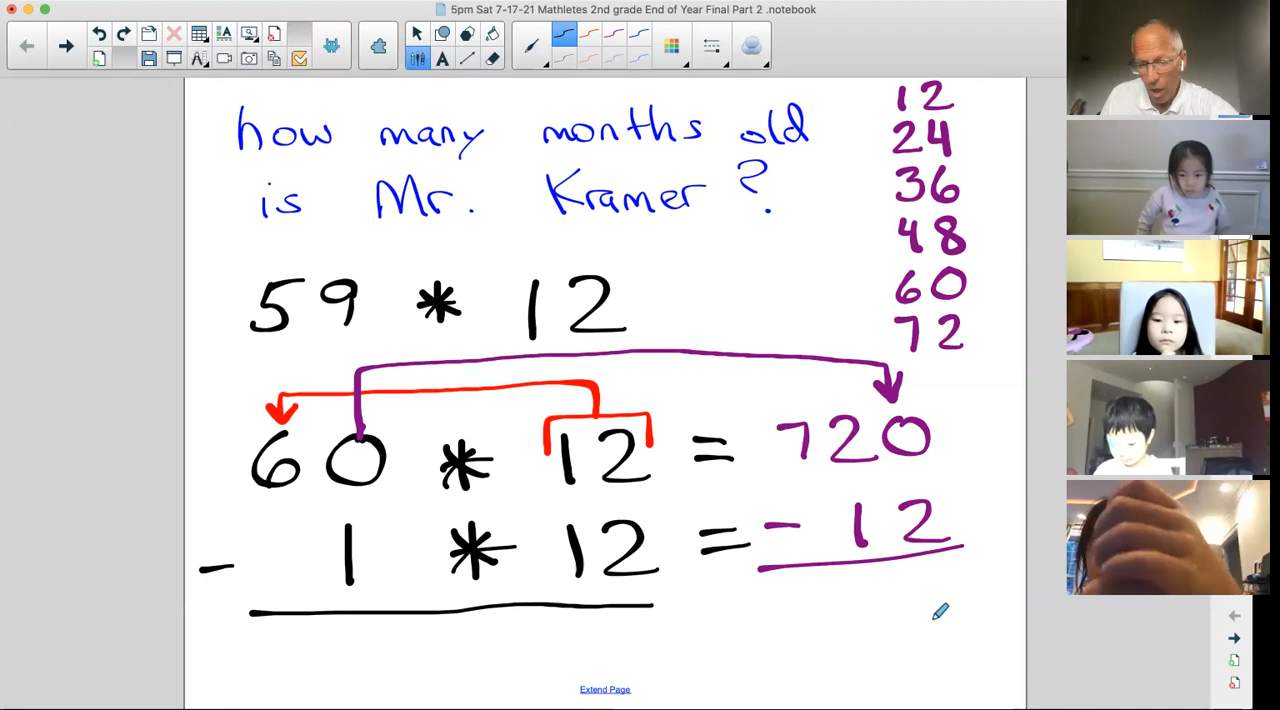 5pm Sat 7-17-21 Mathletes 2nd grade End of Year Final Part 2 .notebook
how many months old
is Mr. Kramer ?
12
24
36
48
60
72
59 * 12
60 * 12 = 720
- 1 * 12 = - 12
Extend Page